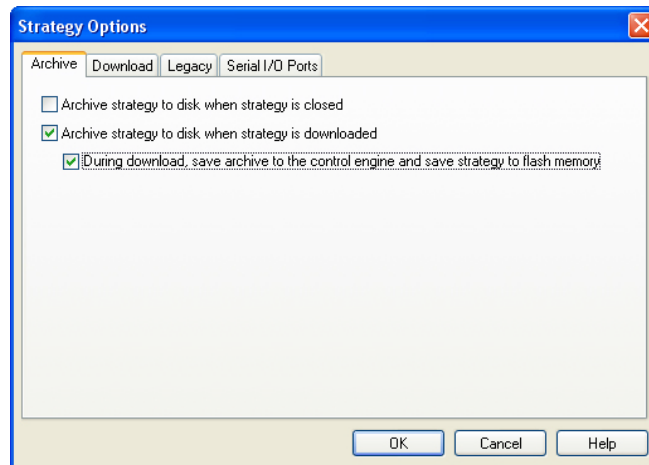 Strategy Options
Archive Download Legacy Serial I/O Ports
Archive strategy to disk when strategy is closed
Archive strategy to disk when strategy is downloaded
During download, save archive to the control engine and save strategy to flash memory
OK Cancel Help